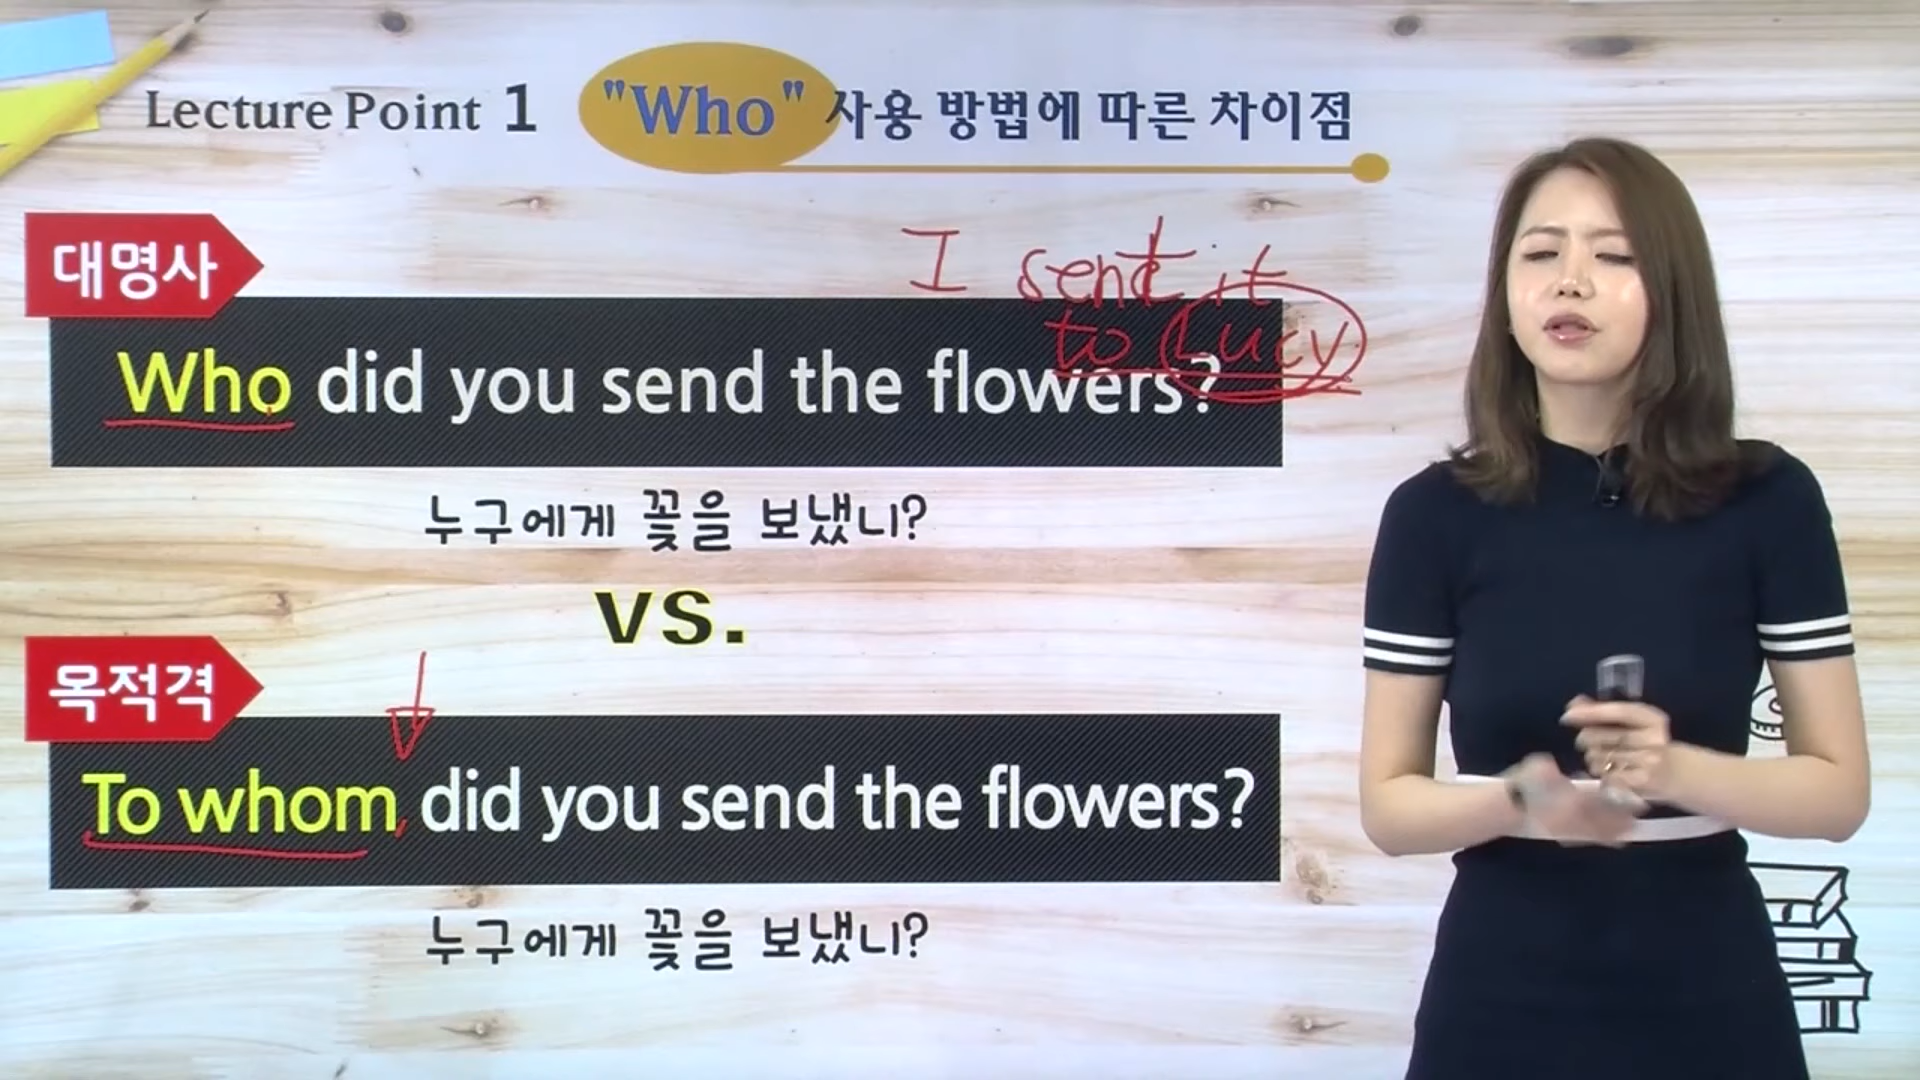 Lecture Point 1 "Who" 사용 방법에 따른 차이점
대명사
I sent it
to Lucy
Who did you send the flowers?
누구에게 꽃을 보냈니?
vs.
목적격
To whom, did you send the flowers?
누구에게 꽃을 보냈니?